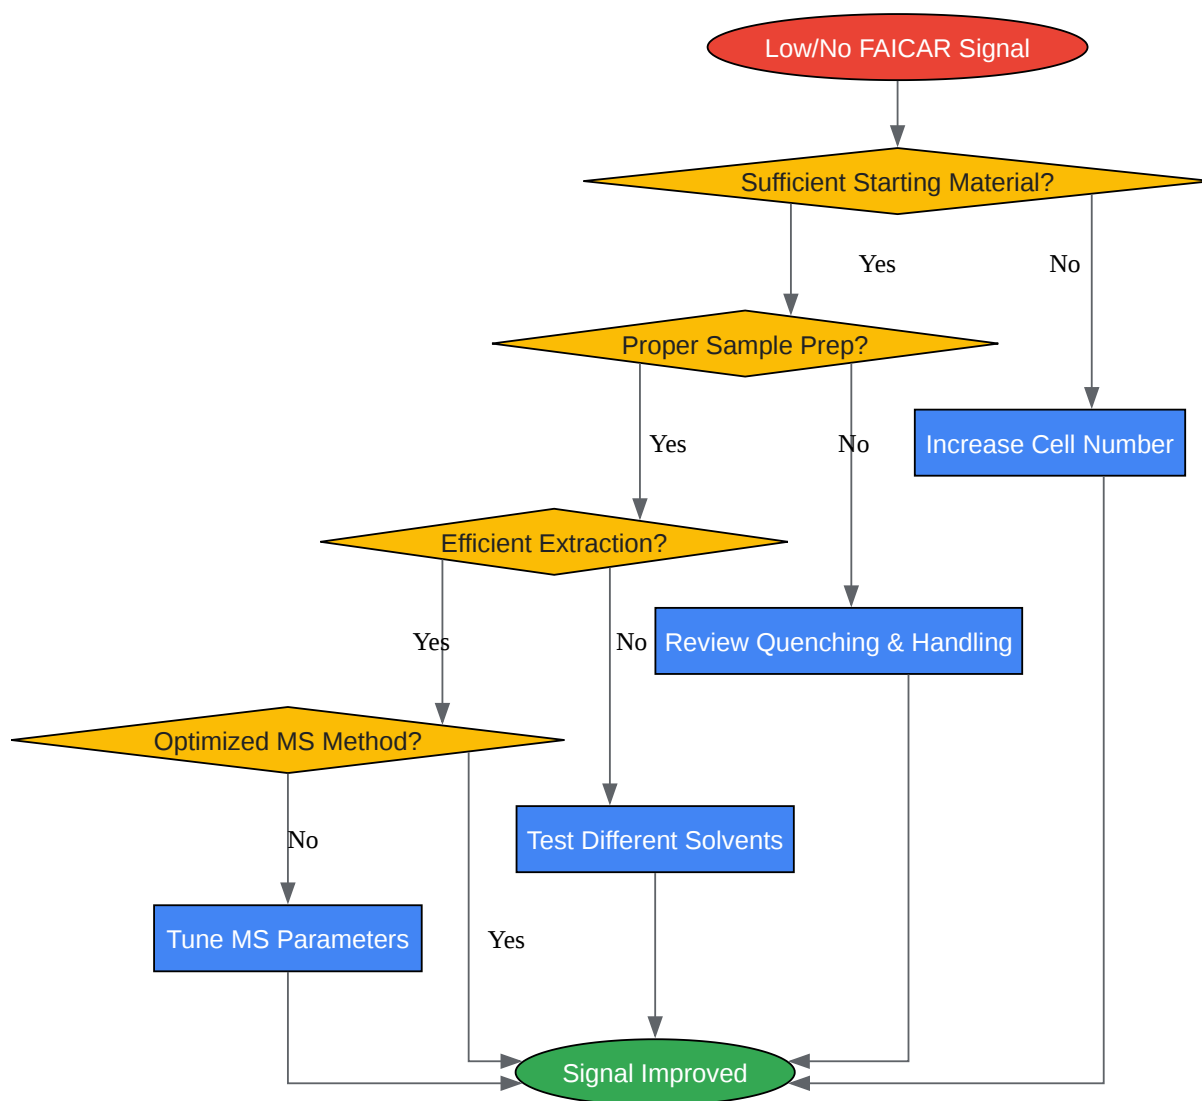 Low/No FAICAR Signal
Sufficient Starting Material?
Yes
No
Proper Sample Prep?
Yes
No
Increase Cell Number
Efficient Extraction?
Yes
No
Review Quenching & Handling
Optimized MS Method?
No
Test Different Solvents
Tune MS Parameters
Yes
Signal Improved